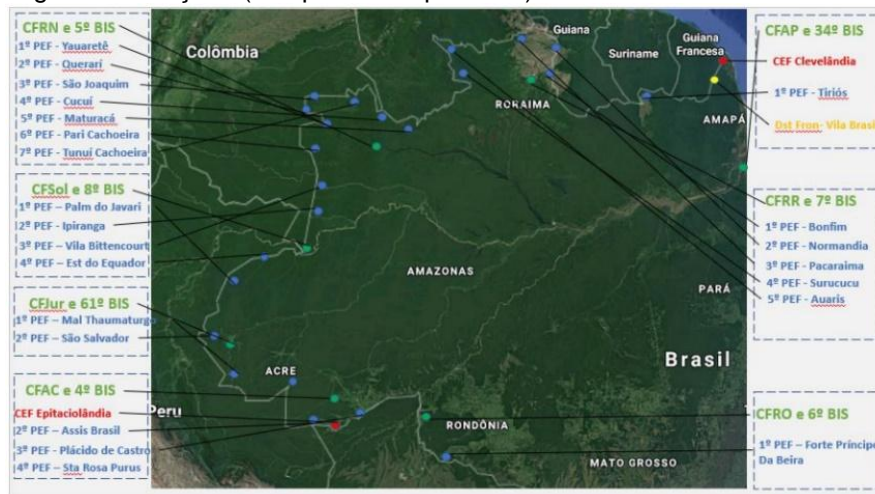 CFRN e 5º BIS
1º PEF - Yauaretê
2º PEF - Querarí
3º PEF - São Joaquim
4º PEF - Cucuí
5º PEF - Maturacá
6º PEF - Pari Cachoeira
7º PEF - Tunuí Cachoeira
CFSol e 8º BIS
1º PEF – Palm do Javari
2º PEF - Ipiranga
3º PEF – Vila Bittencourt
4º PEF – Est do Equador
CFJur e 61º BIS
1º PEF – Mal Thaumaturgo
2º PEF – São Salvador
CFAC e 4º BIS
CEF Epitaciolândia
2º PEF – Assis Brasil
3º PEF - Plácido de Castro
4º PEF – Sta Rosa Purus
Colômbia
Guiana
Suriname
Guiana
Francesa
RORAIMA
AMAPÁ
AMAZONAS
PARÁ
Brasil
ACRE
Peru
RONDÔNIA
MATO GROSSO
CFAP e 34º BIS
CEF Clevelândia
1º PEF - Tiriós
Dst Fron- Vila Brasil
CFRR e 7º BIS
1º PEF - Bonfim
2º PEF - Normandia
3º PEF - Pacaraima
4º PEF - Surucucu
5º PEF - Auaris
CFRO e 6º BIS
1º PEF – Forte Príncipe
Da Beira